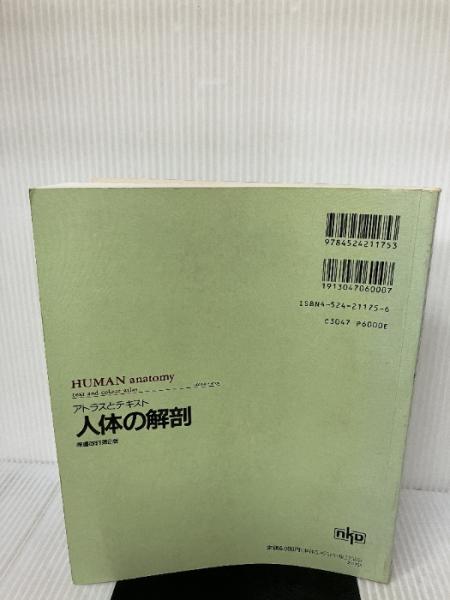 9784524211753
1913047060007
ISBN4-524-21175-6
C3047 P6000E
HUMAN anatomy
text and colour atlas
アトラスとテキスト
人体の解剖
nkd